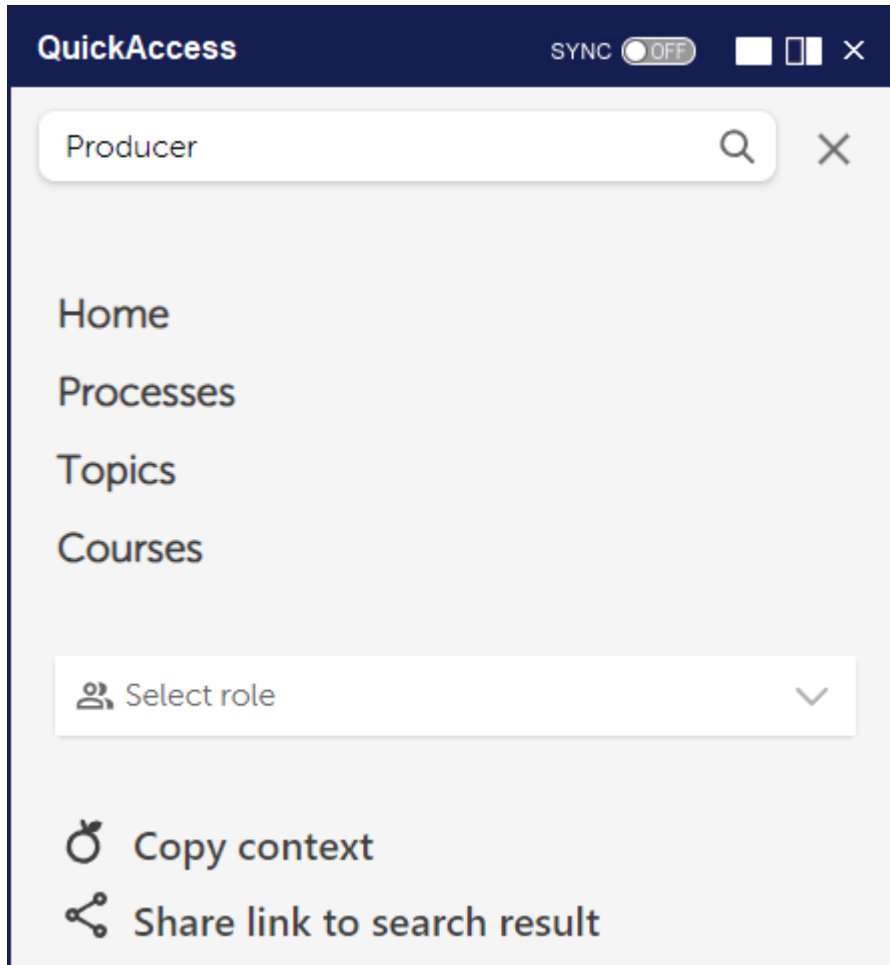 QuickAccess SYNC OFF
Producer
Home
Processes
Topics
Courses
Select role
Copy context
Share link to search result